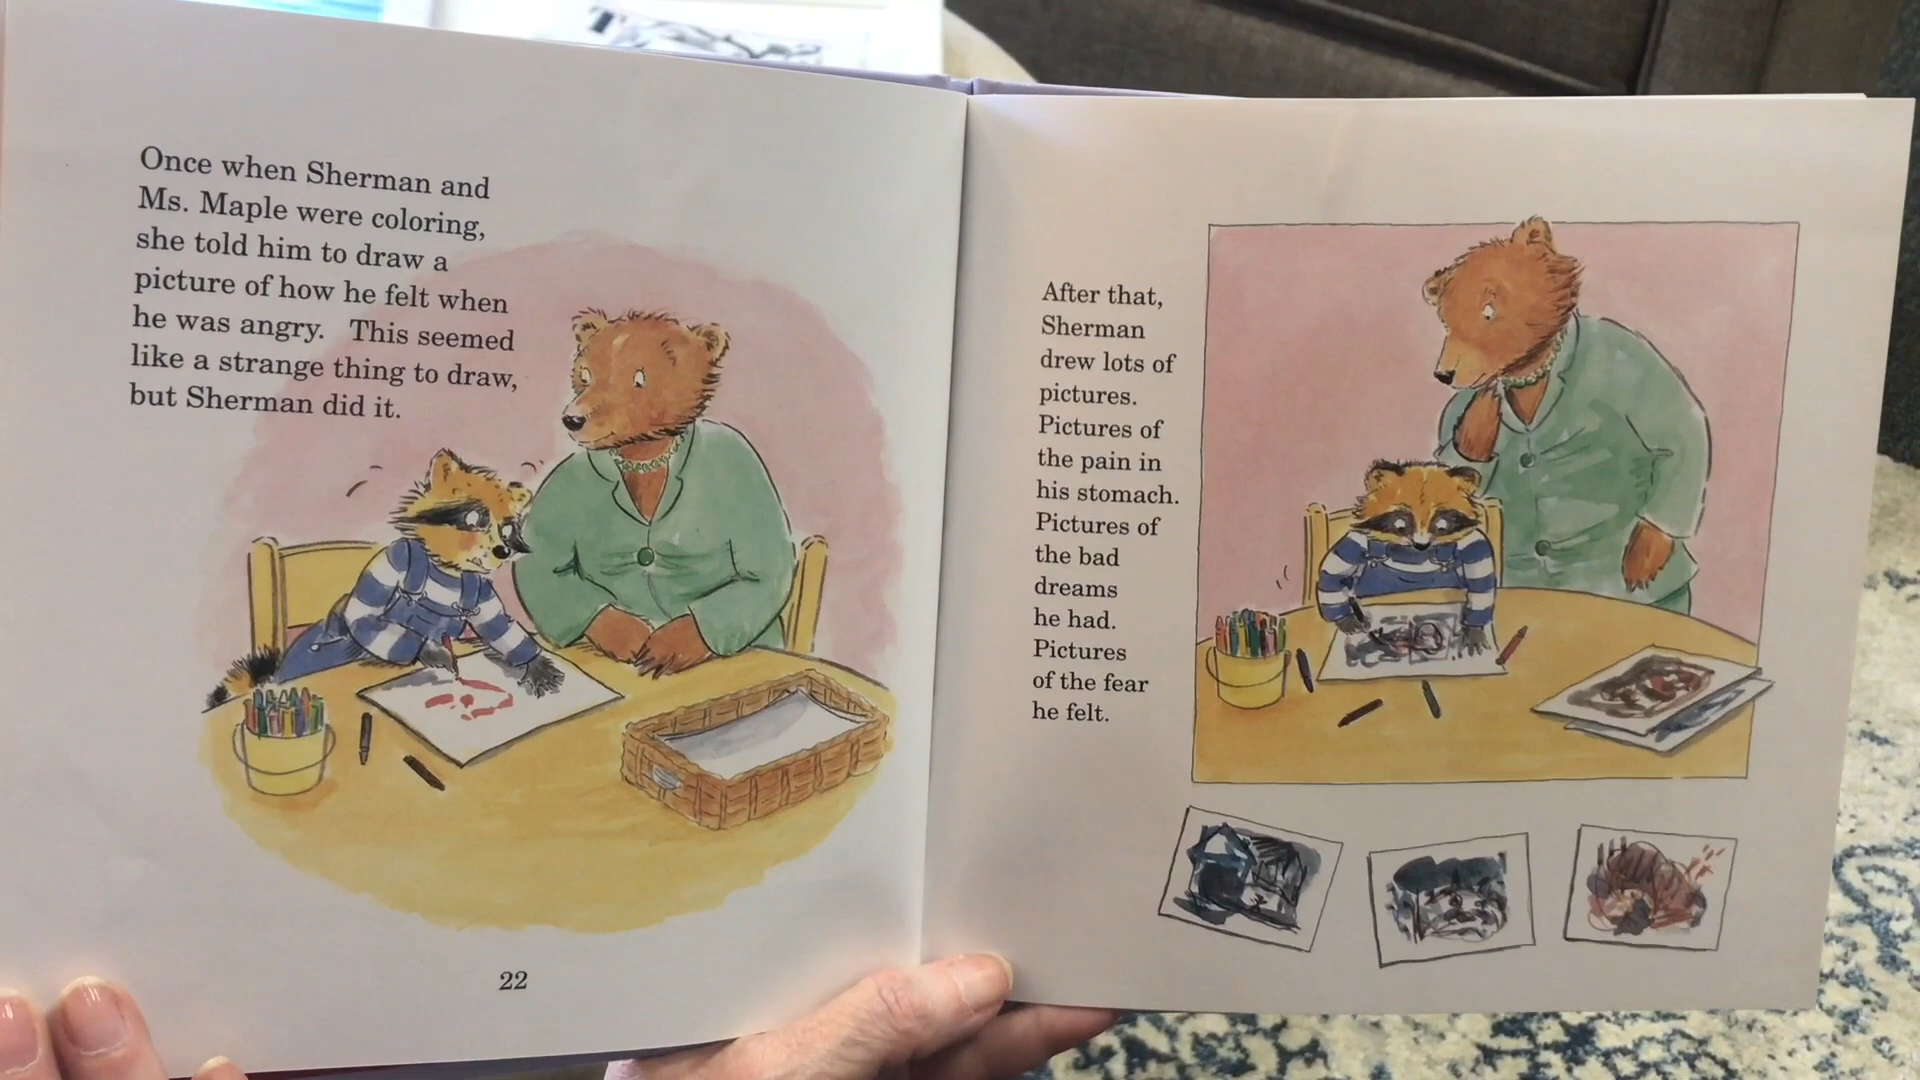 Once when Sherman and
Ms. Maple were coloring,
she told him to draw a
picture of how he felt when
he was angry. This seemed
like a strange thing to draw,
but Sherman did it.
22
After that,
Sherman
drew lots of
pictures.
Pictures of
the pain in
his stomach.
Pictures of
the bad
dreams
he had.
Pictures
of the fear
he felt.